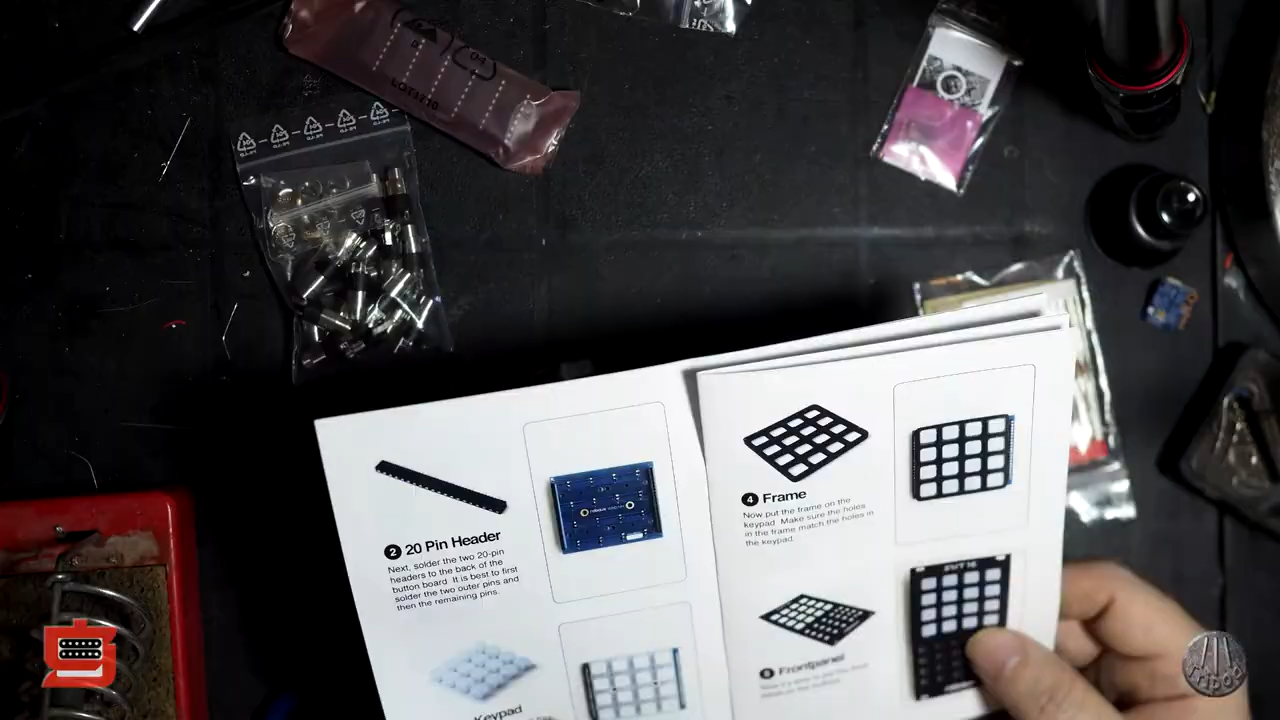 LOT3710
2 20 Pin Header
Next, solder the two 20-pin
headers to the back of the
button board. It is best to first
solder the two outer pins and
then the remaining pins.
Keypad
4 Frame
Now put the frame on the
keypad. Make sure the holes
in the frame match the holes in
the keypad.
Frontpanel
Tripod